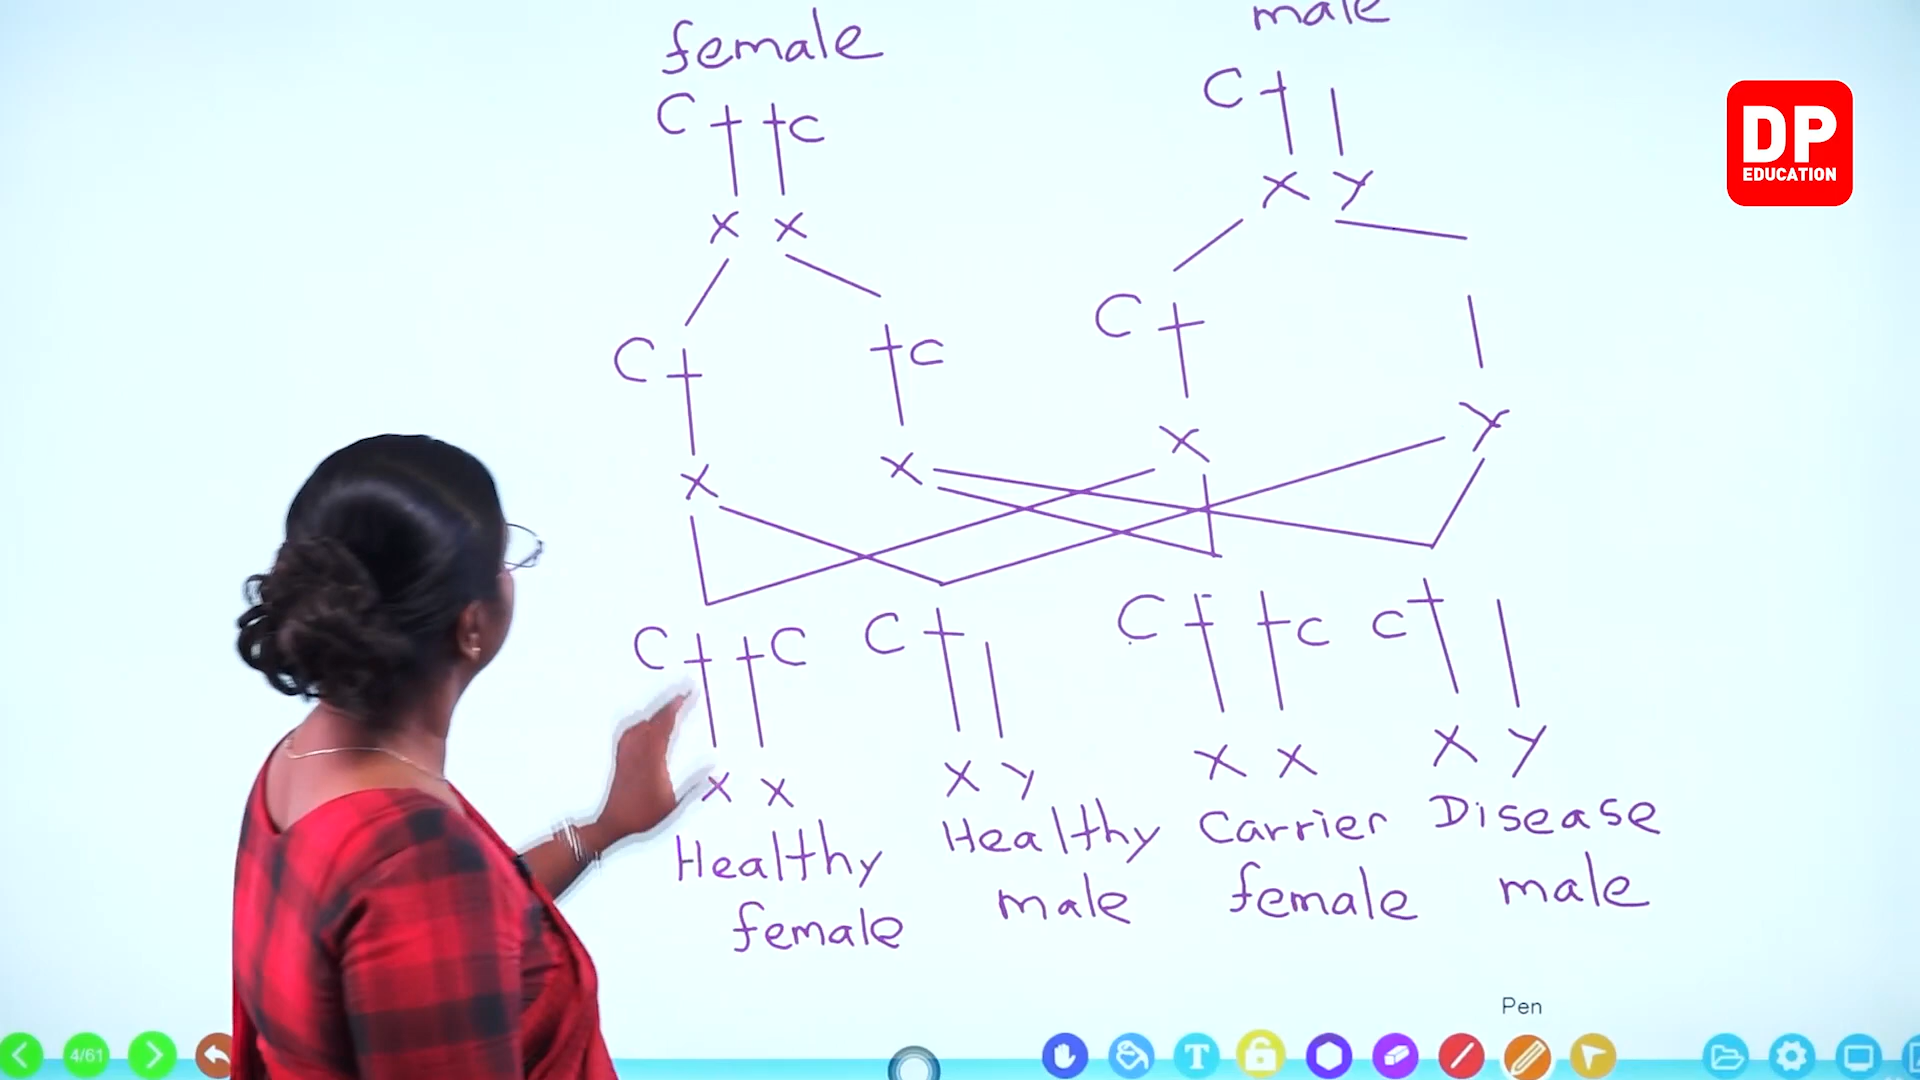 female
male
C c
C
X X
X Y
C
c
C
X
X
X
Y
C C
C
C c
c
X X
X Y
X X
X Y
Healthy female
Healthy male
Carrier female
Disease male
DP
EDUCATION
Pen
4/61
T